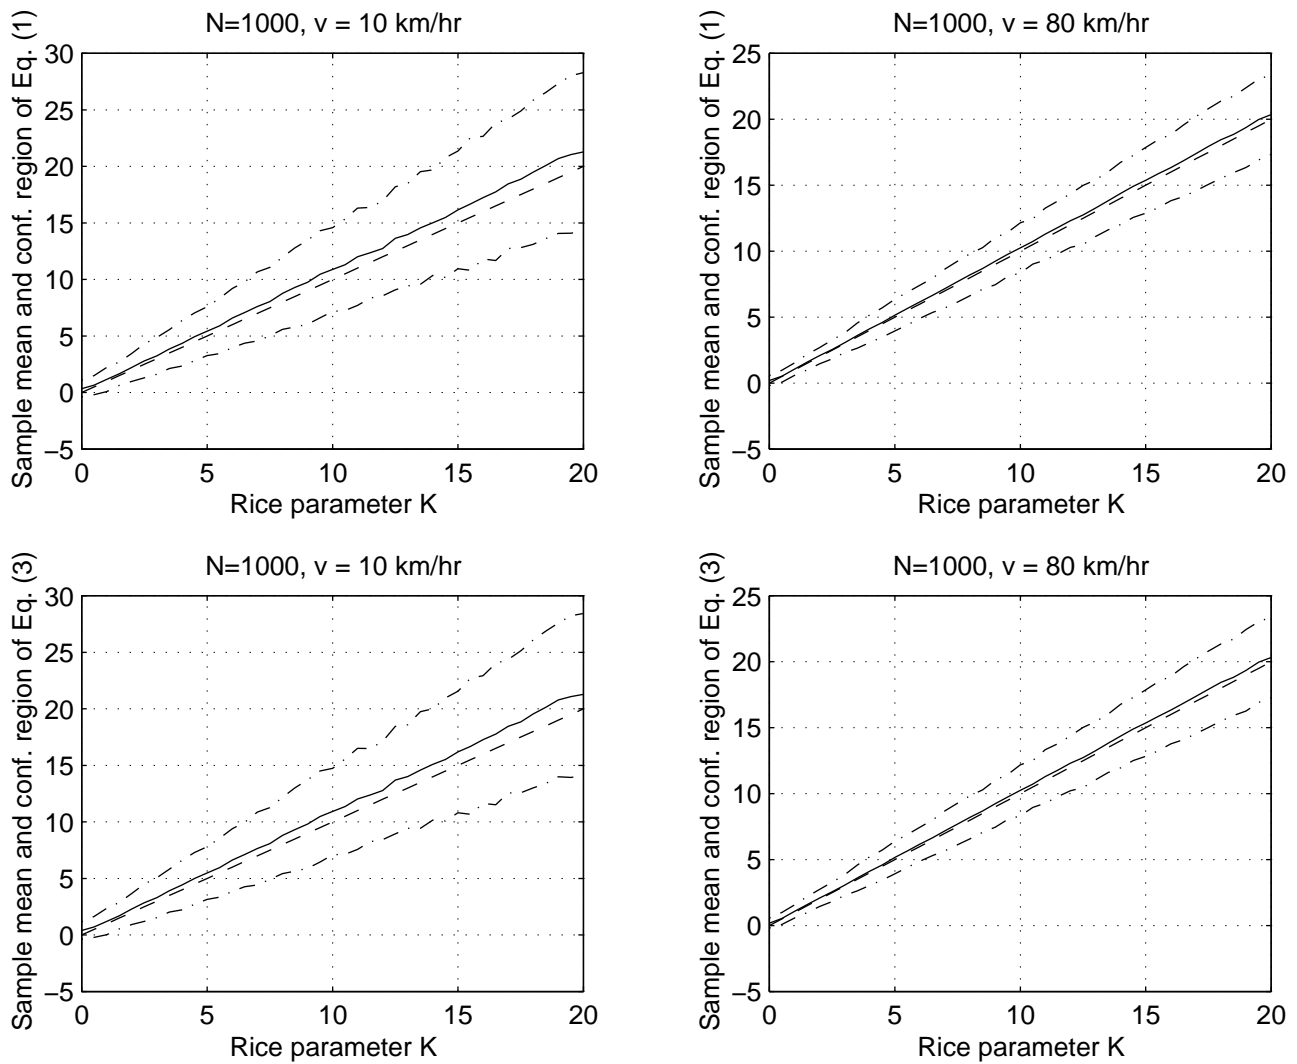 N=1000, v = 10 km/hr
Sample mean and conf. region of Eq. (1)
30
25
20
15
10
5
0
−5
0 5 10 15 20
Rice parameter K
N=1000, v = 80 km/hr
Sample mean and conf. region of Eq. (1)
25
20
15
10
5
0
−5
0 5 10 15 20
Rice parameter K
N=1000, v = 10 km/hr
Sample mean and conf. region of Eq. (3)
30
25
20
15
10
5
0
−5
0 5 10 15 20
Rice parameter K
N=1000, v = 80 km/hr
Sample mean and conf. region of Eq. (3)
25
20
15
10
5
0
−5
0 5 10 15 20
Rice parameter K